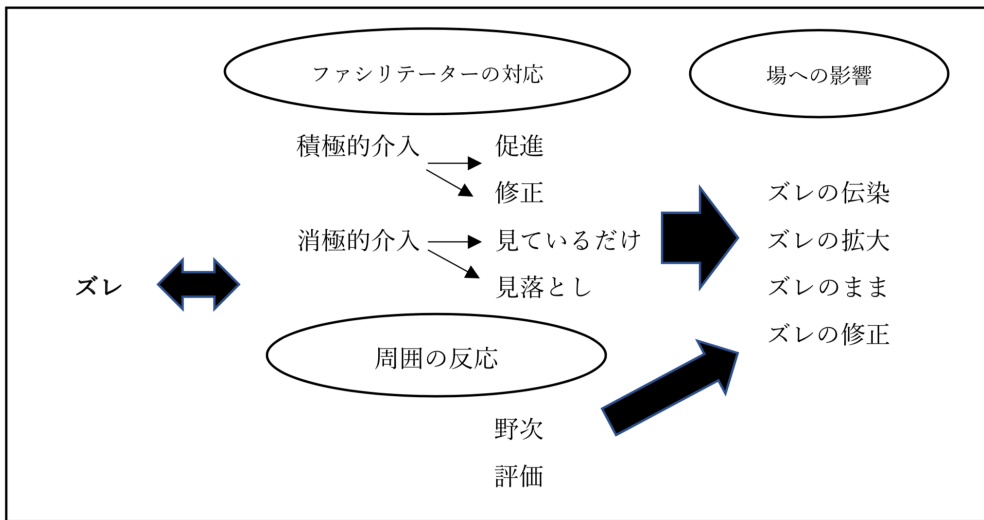 ファシリテーターの対応
場への影響
積極的介入
促進
修正
消極的介入
見ているだけ
見落とし
ズレ
周囲の反応
野次
評価
ズレの伝染
ズレの拡大
ズレのまま
ズレの修正